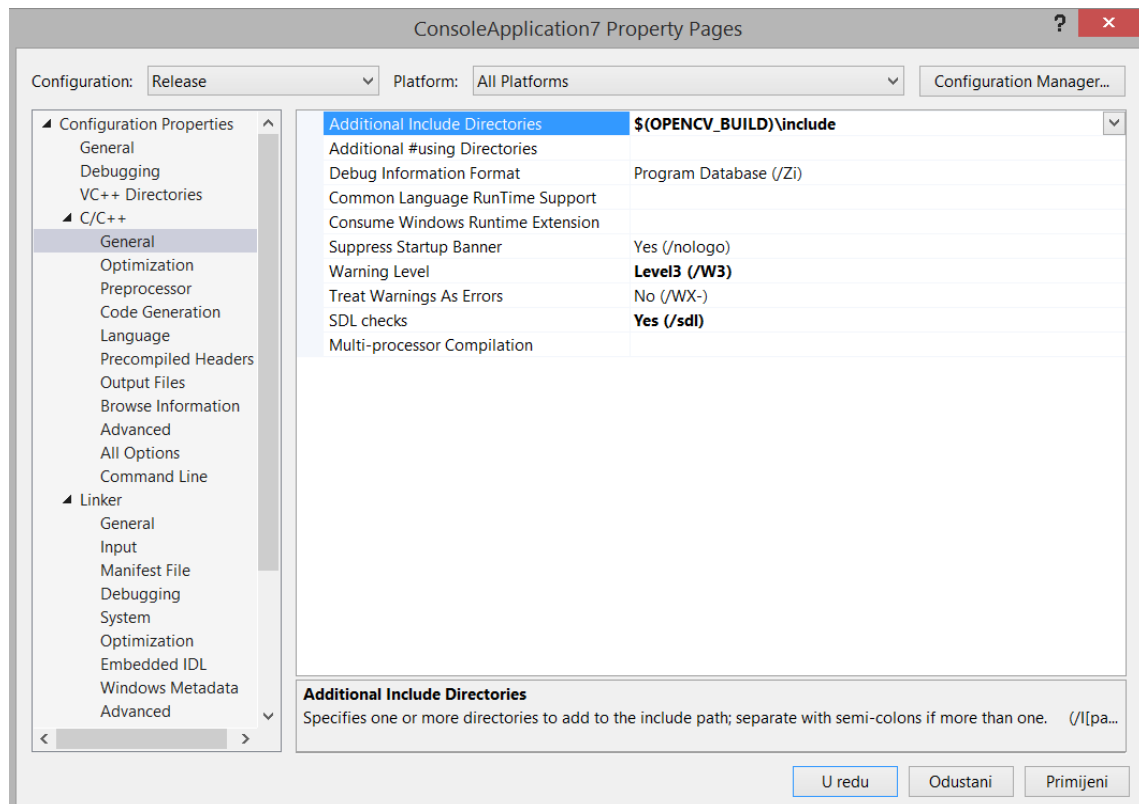 ConsoleApplication7 Property Pages
Configuration: Release Platform: All Platforms Configuration Manager...
Configuration Properties
General
Debugging
VC++ Directories
C/C++
General
Optimization
Preprocessor
Code Generation
Language
Precompiled Headers
Output Files
Browse Information
Advanced
All Options
Command Line
Linker
General
Input
Manifest File
Debugging
System
Optimization
Embedded IDL
Windows Metadata
Advanced
Additional Include Directories $(OPENCV_BUILD)\include
Additional #using Directories
Debug Information Format Program Database (/Zi)
Common Language RunTime Support
Consume Windows Runtime Extension
Suppress Startup Banner Yes (/nologo)
Warning Level Level3 (/W3)
Treat Warnings As Errors No (/WX-)
SDL checks Yes (/sdl)
Multi-processor Compilation
Additional Include Directories
Specifies one or more directories to add to the include path; separate with semi-colons if more than one. (/I[pa...
U redu Odustani Primijeni